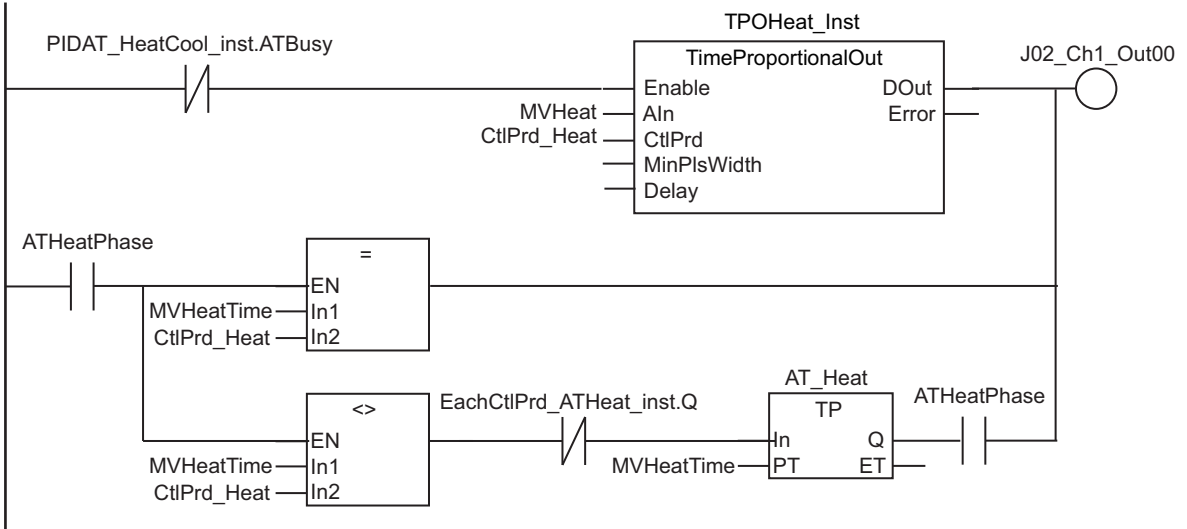 TPOHeat_Inst
PIDAT_HeatCool_inst.ATBusy
TimeProportionalOut
J02_Ch1_Out00
Enable
DOut
MVHeat
AIn
Error
CtlPrd_Heat
CtlPrd
MinPlsWidth
Delay
ATHeatPhase
=
EN
MVHeatTime
In1
CtlPrd_Heat
In2
AT_Heat
<>
EachCtlPrd_ATHeat_inst.Q
TP
ATHeatPhase
EN
In
Q
MVHeatTime
In1
MVHeatTime
PT
ET
CtlPrd_Heat
In2